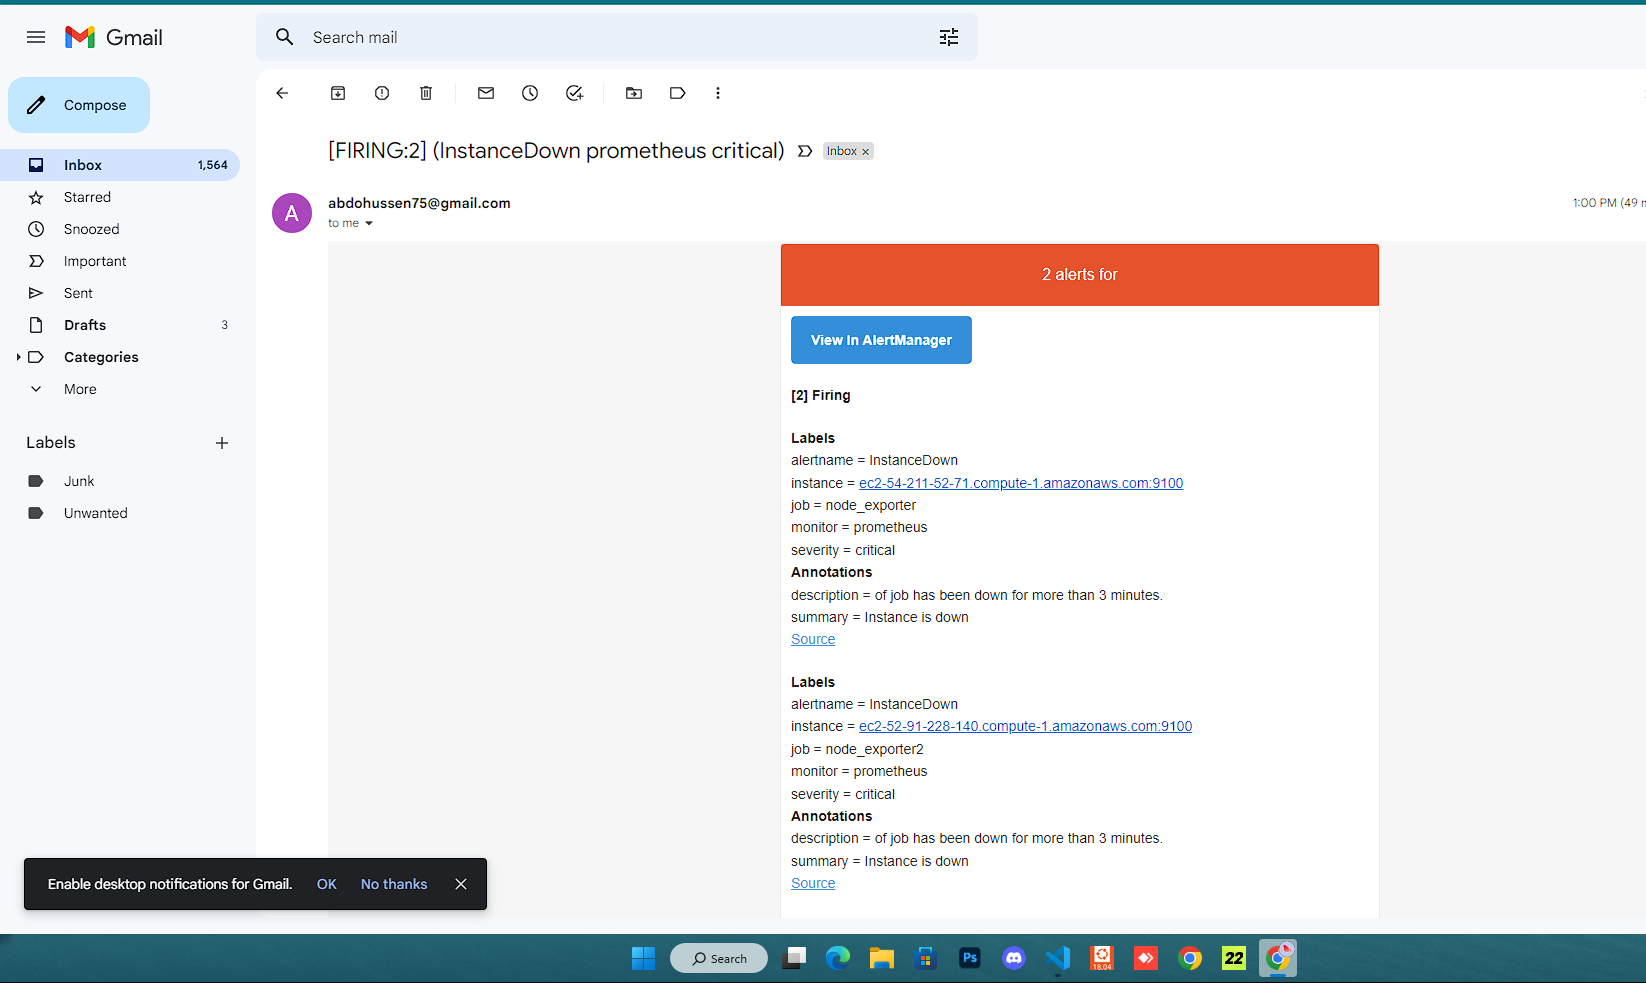 Gmail
Search mail
Compose
Inbox 1,564
Starred
Snoozed
Important
Sent
Drafts 3
Categories
More
Labels
Junk
Unwanted
[FIRING:2] (InstanceDown prometheus critical)
Inbox
A
abdohussen75@gmail.com
1:00 PM (49 m
to me
2 alerts for
View In AlertManager
[2] Firing
Labels
alertname = InstanceDown
instance = ec2-54-211-52-71.compute-1.amazonaws.com:9100
job = node_exporter
monitor = prometheus
severity = critical
Annotations
description = of job has been down for more than 3 minutes.
summary = Instance is down
Source
Labels
alertname = InstanceDown
instance = ec2-52-91-228-140.compute-1.amazonaws.com:9100
job = node_exporter2
monitor = prometheus
severity = critical
Annotations
description = of job has been down for more than 3 minutes.
summary = Instance is down
Source
Enable desktop notifications for Gmail. OK No thanks
Search
Ps
18.04
22